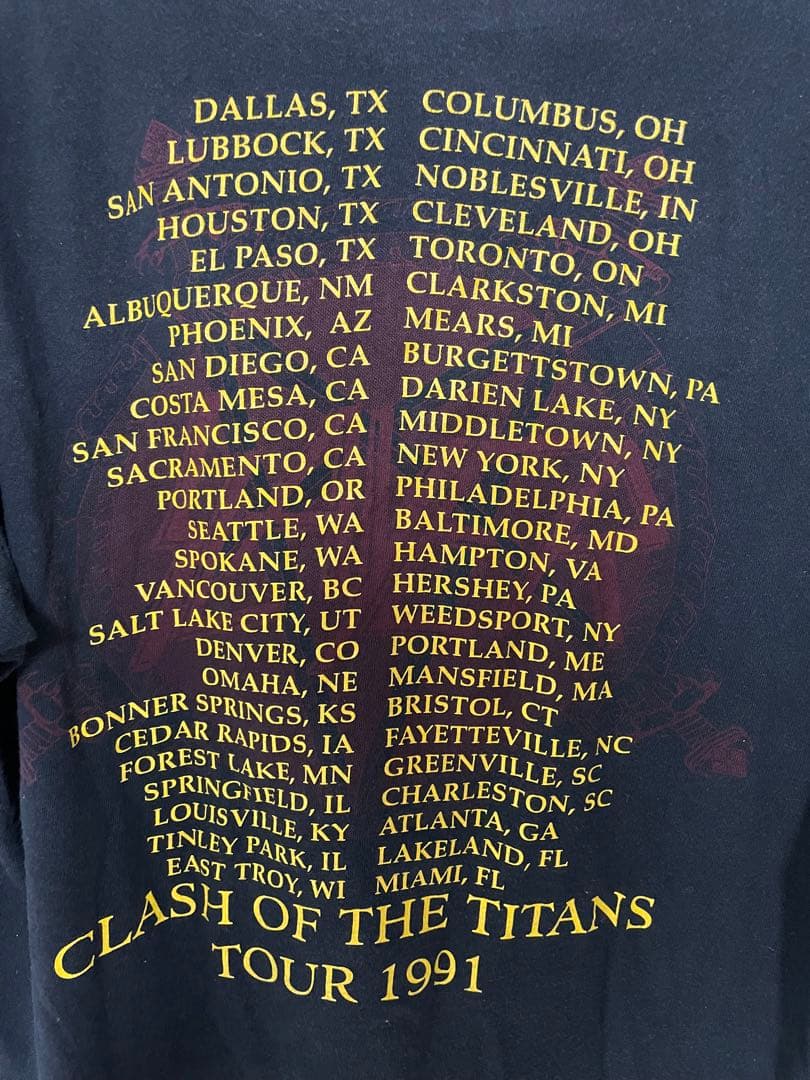 DALLAS, TX COLUMBUS, OH
LUBBOCK, TX CINCINNATI, OH
SAN ANTONIO, TX NOBLESVILLE, IN
HOUSTON, TX CLEVELAND, OH
EL PASO, TX TORONTO, ON
ALBUQUERQUE, NM CLARKSTON, MI
PHOENIX, AZ MEARS, MI
SAN DIEGO, CA BURGETTSTOWN, PA
COSTA MESA, CA DARIEN LAKE, NY
SAN FRANCISCO, CA MIDDLETOWN, NY
SACRAMENTO, CA NEW YORK, NY
PORTLAND, OR PHILADELPHIA, PA
SEATTLE, WA BALTIMORE, MD
SPOKANE, WA HAMPTON, VA
VANCOUVER, BC HERSHEY, PA
SALT LAKE CITY, UT WEEDSPORT, NY
DENVER, CO PORTLAND, ME
OMAHA, NE MANSFIELD, MA
BONNER SPRINGS, KS BRISTOL, CT
CEDAR RAPIDS, IA FAYETTEVILLE, NC
FOREST LAKE, MN GREENVILLE, SC
SPRINGFIELD, IL CHARLESTON, SC
LOUISVILLE, KY ATLANTA, GA
TINLEY PARK, IL LAKELAND, FL
EAST TROY, WI MIAMI, FL
CLASH OF THE TITANS
TOUR 1991